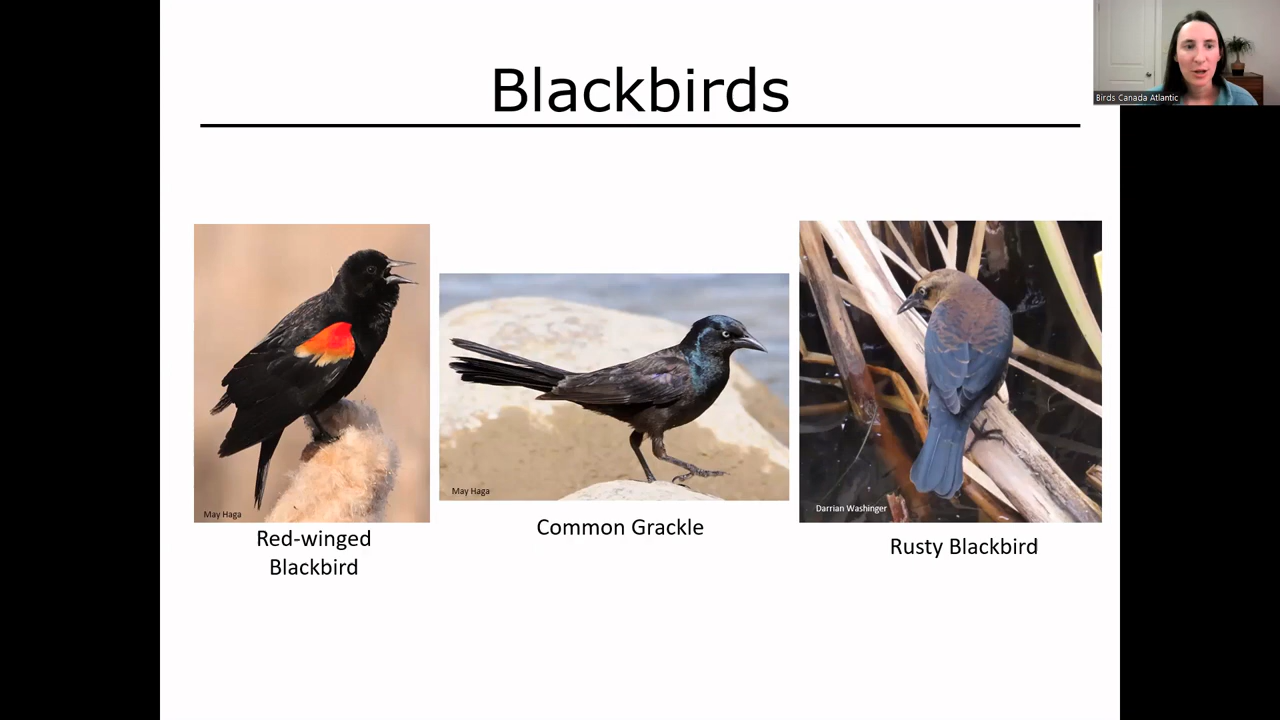 Blackbirds
Birds Canada Atlantic
May Haga
Red-winged
Blackbird
May Haga
Common Grackle
Darrian Washinger
Rusty Blackbird